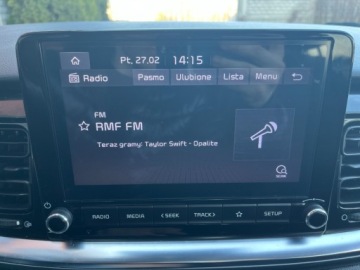 Pt. 27.02 14:15
Radio Pasmo Ulubione Lista Menu
FM
RMF FM
Teraz gramy: Taylor Swift - Opalite
RADIO MEDIA < SEEK TRACK > SETUP